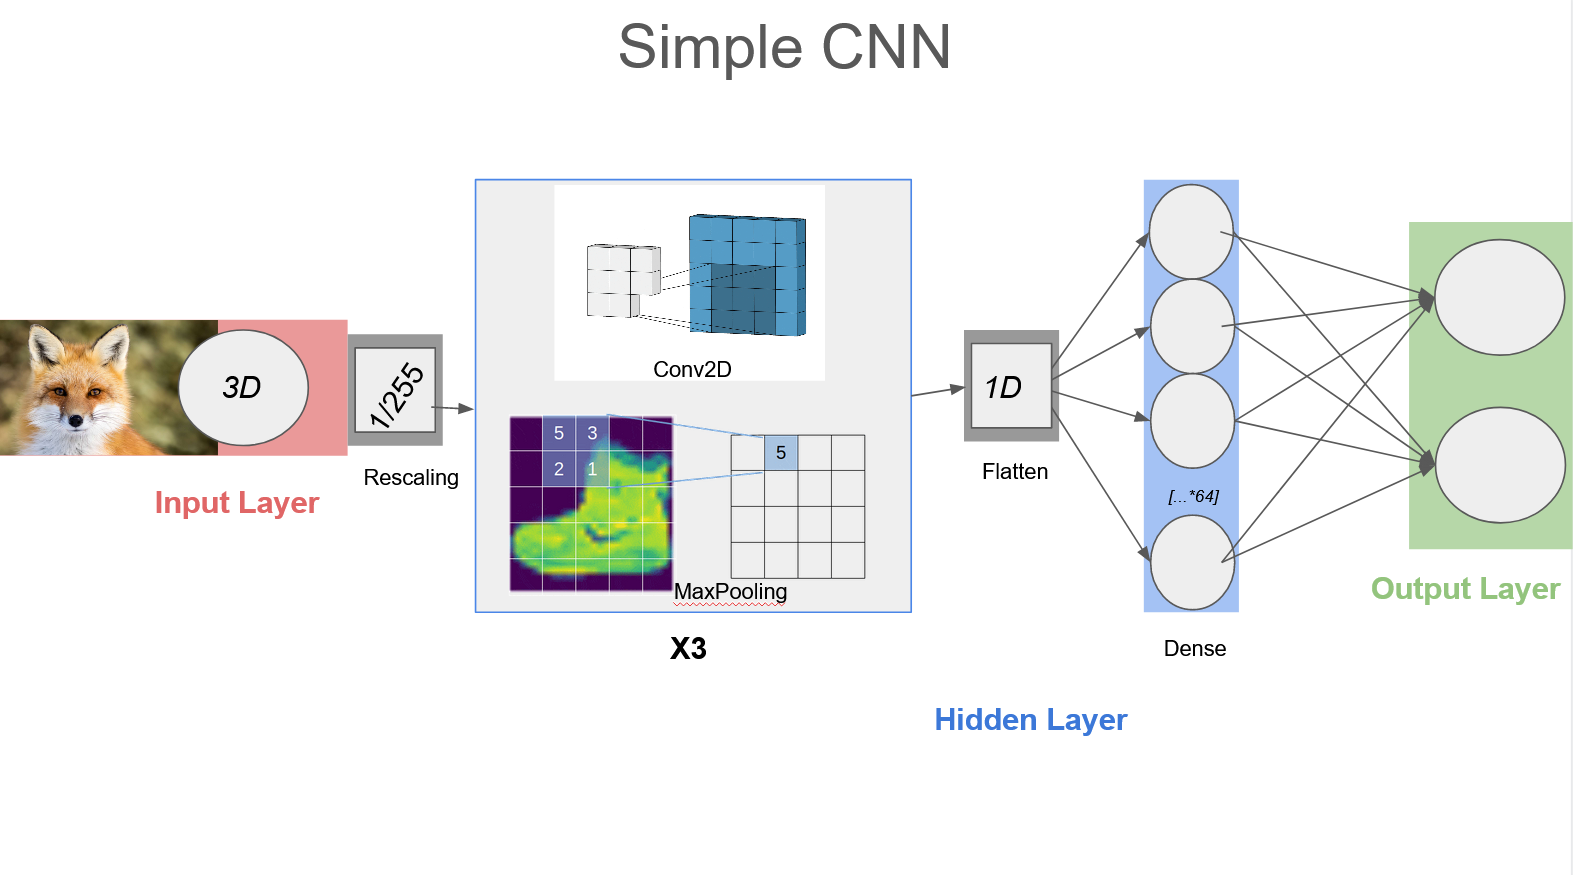 Simple CNN
3D
1/255
Rescaling
Input Layer
Conv2D
5 3
2 1
5
MaxPooling
X3
1D
Flatten
[...*64]
Dense
Hidden Layer
Output Layer